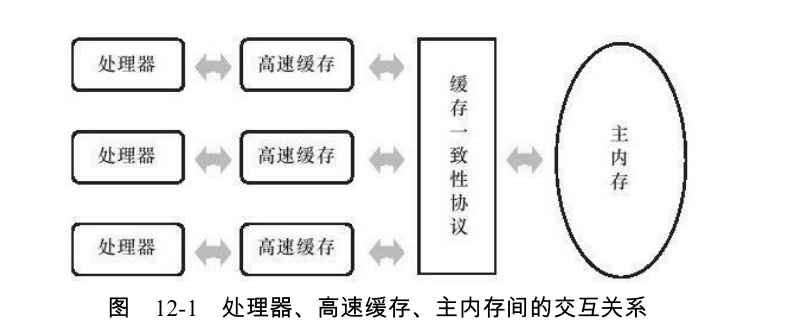 处理器 高速缓存
处理器 高速缓存
处理器 高速缓存
缓存一致性协议
主内存
图 12-1 处理器、高速缓存、主内存间的交互关系